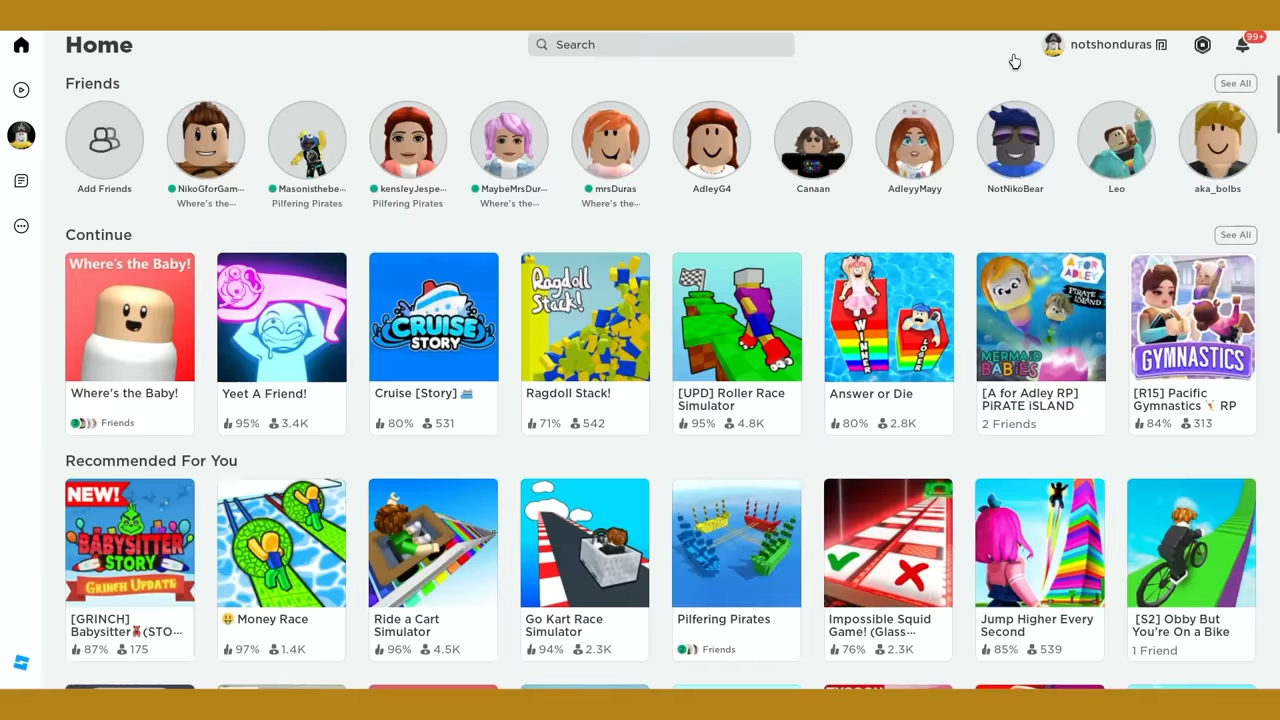 Home
Search
notshonduras
99+
Friends
See All
Add Friends
NikoGforGam...
Masonisthebe...
kensleyJespe...
MaybeMrsDur...
mrsDuras
AdleyG4
Canaan
AdleyyMayy
NotNikoBear
Leo
aka_bolbs
Where's the...
Pilfering Pirates
Pilfering Pirates
Where's the...
Where's the...
Continue
See All
Where's the Baby!
CRUISE
STORY
Ragdoll
Stack!
WINNER
LOSER
A FOR
ADLEY
PIRATE
ISLAND
MERMAID
BABIES
GYMNASTICS
Where's the Baby!
Friends
Yeet A Friend!
95% 3.4K
Cruise [Story]
80% 531
Ragdoll Stack!
71% 542
[UPD] Roller Race
Simulator
95% 4.8K
Answer or Die
80% 2.8K
[A for Adley RP]
PiRATE iSLAND
2 Friends
[R15] Pacific
Gymnastics RP
84% 313
Recommended For You
NEW!
BABYSITTER
STORY
GRINCH UPDATE
[GRINCH]
Babysitter (STO...
87% 175
Money Race
97% 1.4K
Ride a Cart
Simulator
96% 4.5K
Go Kart Race
Simulator
94% 2.3K
Pilfering Pirates
2 Friends
Impossible Squid
Game! (Glass...
76% 2.3K
Jump Higher Every
Second
85% 539
[S2] Obby But
You're On a Bike
1 Friend